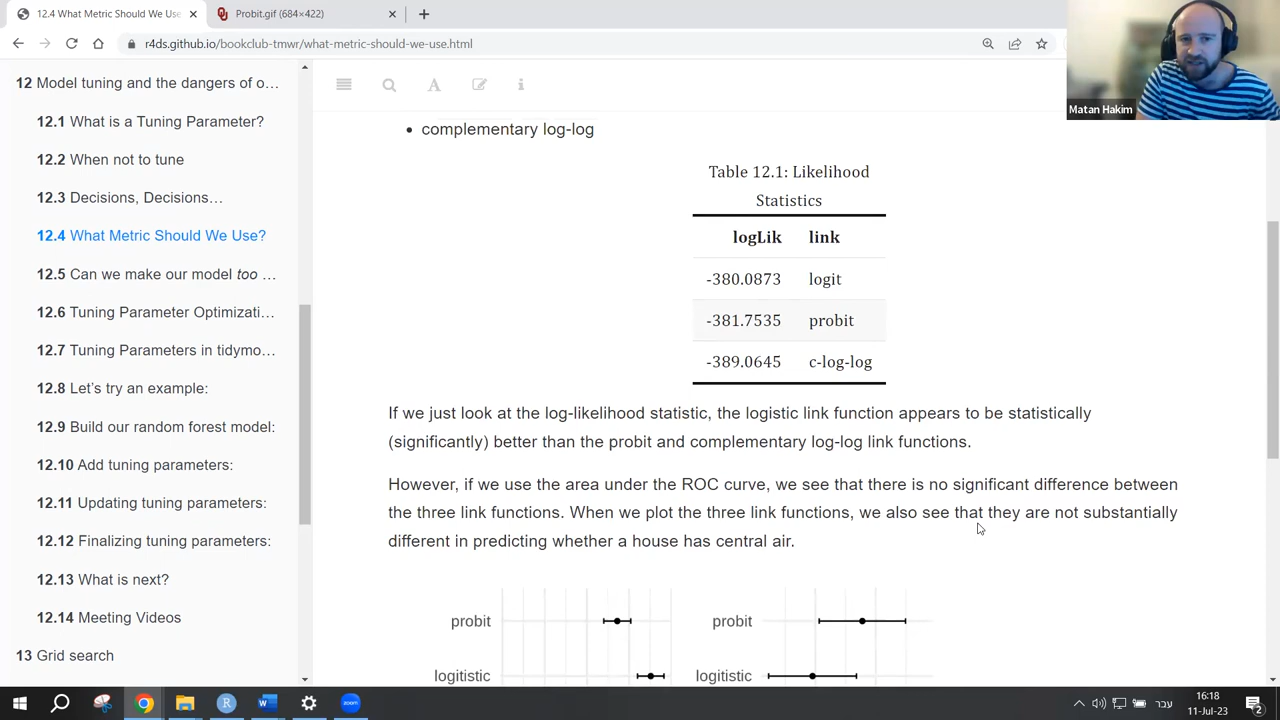 12.4 What Metric Should We Use
Probit.gif (684×422)
r4ds.github.io/bookclub-tmwr/what-metric-should-we-use.html
Matan Hakim
12 Model tuning and the dangers of o…
12.1 What is a Tuning Parameter?
12.2 When not to tune
12.3 Decisions, Decisions…
12.4 What Metric Should We Use?
12.5 Can we make our model too …
12.6 Tuning Parameter Optimizati…
12.7 Tuning Parameters in tidymo…
12.8 Let's try an example:
12.9 Build our random forest model:
12.10 Add tuning parameters:
12.11 Updating tuning parameters:
12.12 Finalizing tuning parameters:
12.13 What is next?
12.14 Meeting Videos
13 Grid search
• complementary log-log
Table 12.1: Likelihood
Statistics
logLik link
-380.0873 logit
-381.7535 probit
-389.0645 c-log-log
If we just look at the log-likelihood statistic, the logistic link function appears to be statistically
(significantly) better than the probit and complementary log-log link functions.
However, if we use the area under the ROC curve, we see that there is no significant difference between
the three link functions. When we plot the three link functions, we also see that they are not substantially
different in predicting whether a house has central air.
probit probit
logitistic logitistic
W
R
zoom
עבר
16:18
11-Jul-23
2